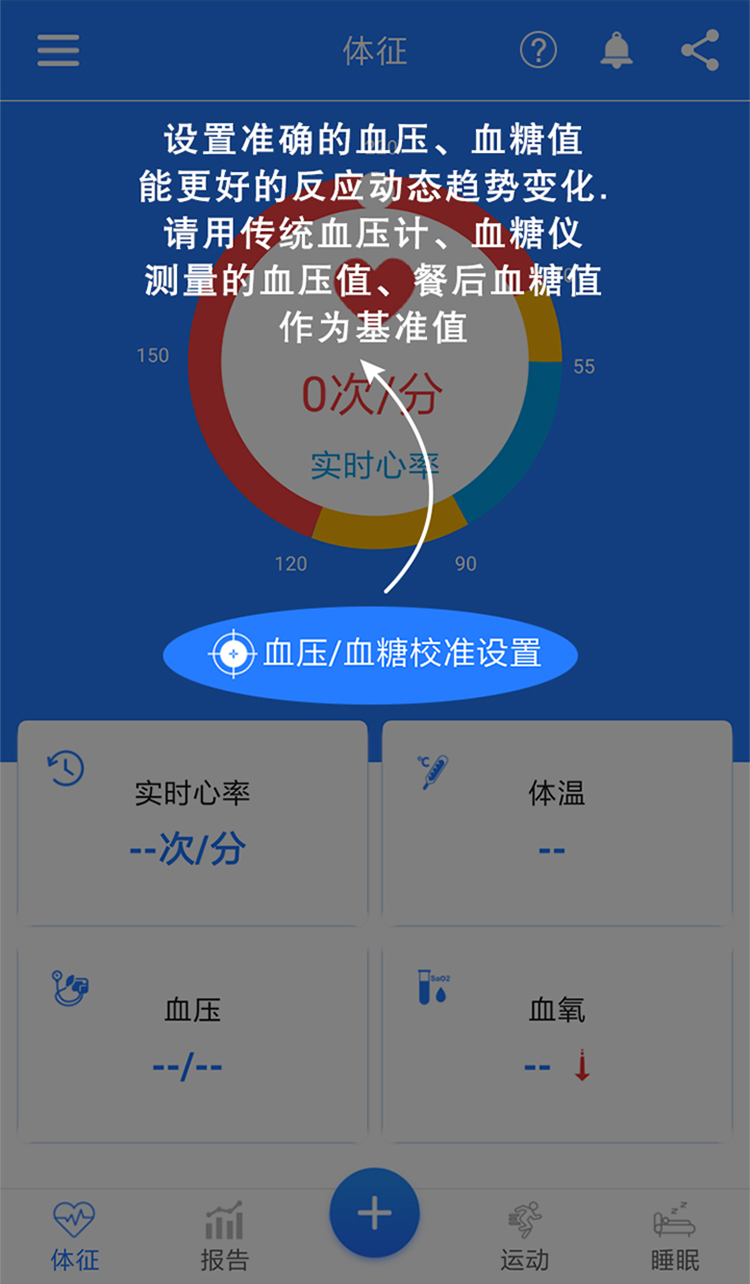 体征
?
设置准确的血压、血糖值
能更好的反应动态趋势变化.
请用传统血压计、血糖仪
测量的血压值、餐后血糖值
作为基准值
150
55
0次/分
实时心率
120
90
血压/血糖校准设置
实时心率
--次/分
℃
体温
--
血压
--/--
SaO2
血氧
--
+
体征
报告
运动
z z z
睡眠